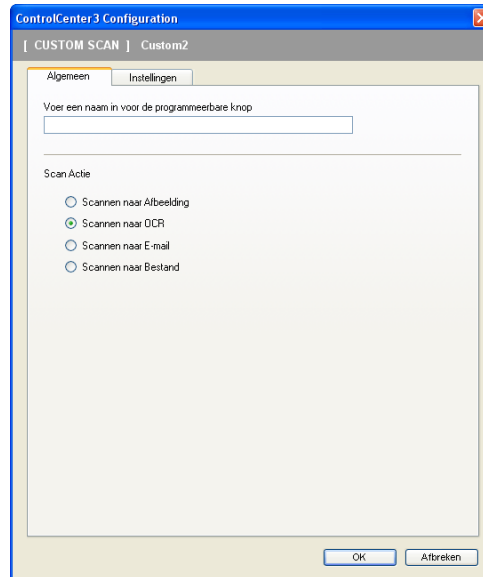 ControlCenter3 Configuration
[ CUSTOM SCAN ] Custom2
Algemeen Instellingen
Voer een naam in voor de programmeerbare knop
Scan Actie
Scannen naar Afbeelding
Scannen naar OCR
Scannen naar E-mail
Scannen naar Bestand
OK Afbreken